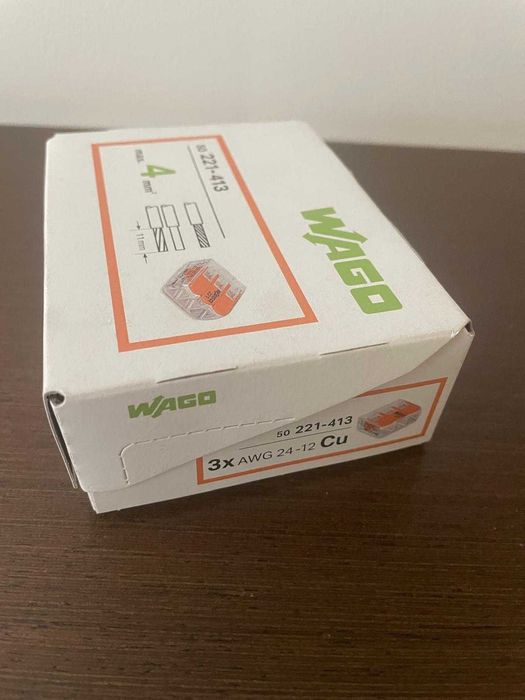 50 221-413
max. 4 mm²
11 mm
WAGO
WAGO
50 221-413
3x AWG 24-12 Cu